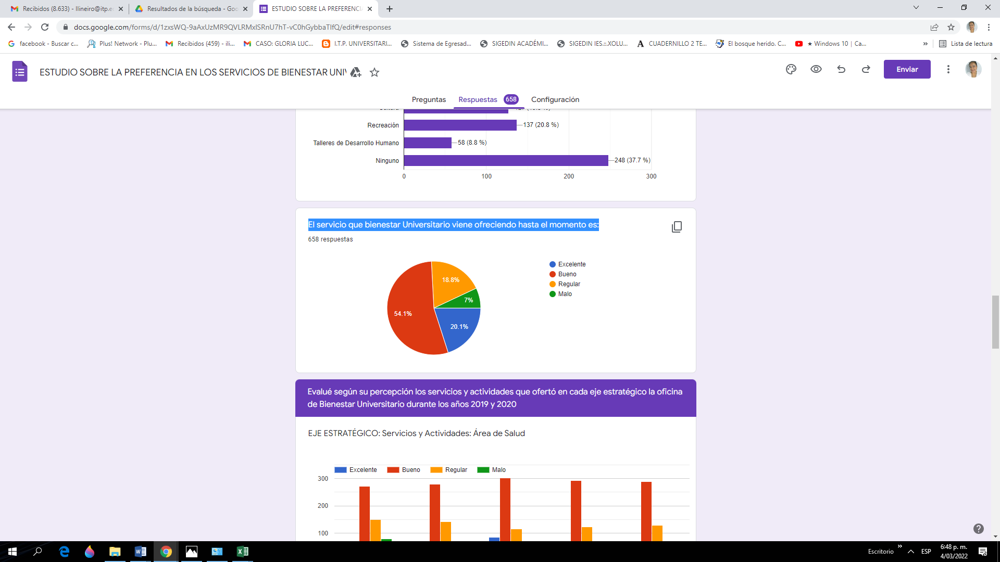 Recibidos (8.633) - llineiro@itp.e
Resultados de la búsqueda - Goo
ESTUDIO SOBRE LA PREFERENCIA
docs.google.com/forms/d/1zxsWQ-9aAxUzMR9QVLRMxlSRnU7hT-vC0hGybbaTlfQ/edit#responses
facebook - Buscar c...
Plus! Network - Plu...
Recibidos (459) - ili...
CASO: GLORIA LUC...
I.T.P. UNIVERSITARI...
Sistema de Egresad...
SIGEDIN ACADÉMI...
SIGEDIN IES.::.XOLU...
CUADERNILLO 2 TE...
El bosque herido. C...
★ Windows 10 | Ca...
»
Lista de lectura
ESTUDIO SOBRE LA PREFERENCIA EN LOS SERVICIOS DE BIENESTAR UNI
Enviar
Preguntas
Respuestas 658
Configuración
Recreación
137 (20.8 %)
Talleres de Desarrollo Humano
58 (8.8 %)
Ninguno
248 (37.7 %)
0 100 200 300
El servicio que bienestar Universitario viene ofreciendo hasta el momento es:
658 respuestas
Excelente
Bueno
Regular
Malo
18.8%
7%
54.1%
20.1%
Evalué según su percepción los servicios y actividades que ofertó en cada eje estratégico la oficina
de Bienestar Universitario durante los años 2019 y 2020
EJE ESTRATÉGICO: Servicios y Actividades: Área de Salud
Excelente Bueno Regular Malo
300
200
100
Escritorio
»
ESP
6:48 p. m.
4/03/2022